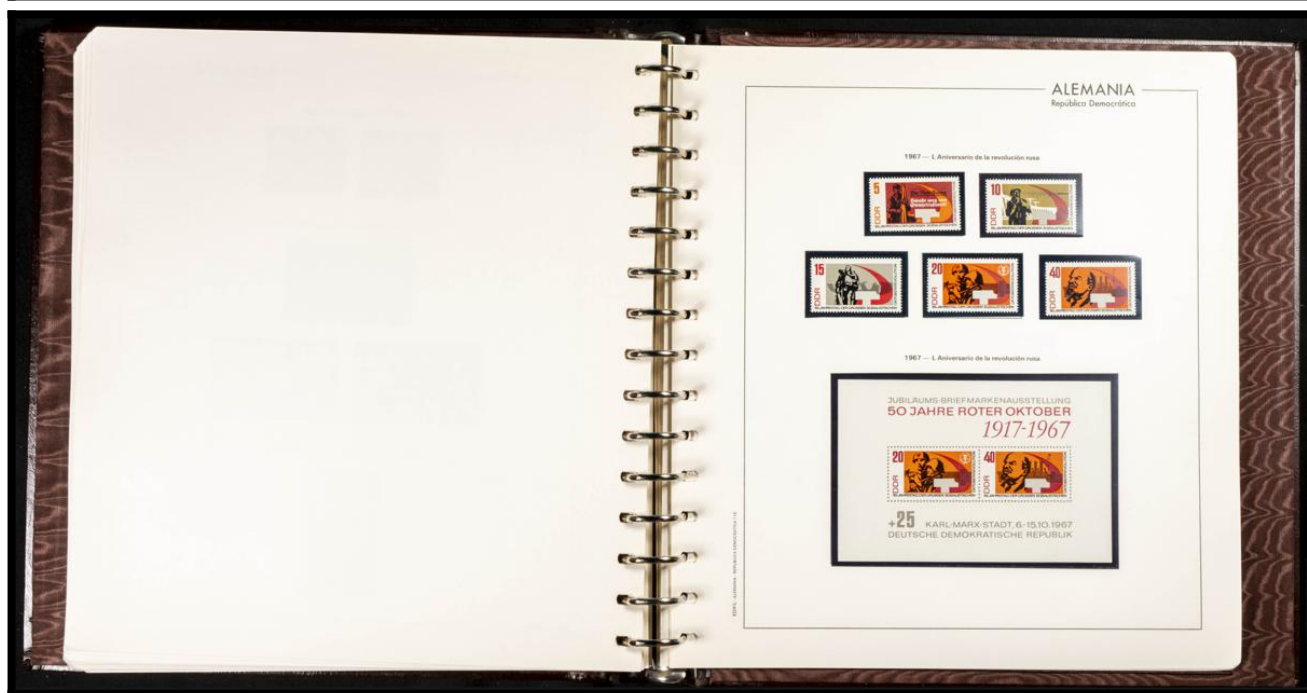 ALEMANIA
República Democrática
1967 — L Aniversario de la revolución rusa
5
DDR
10
DDR
15
DDR
20
DDR
40
DDR
1967 — L Aniversario de la revolución rusa
JUBILÄUMS-BRIEFMARKENAUSSTELLUNG
50 JAHRE ROTER OKTOBER
1917-1967
20
DDR
40
DDR
+25 KARL-MARX-STADT, 6.-15.10.1967
DEUTSCHE DEMOKRATISCHE REPUBLIK